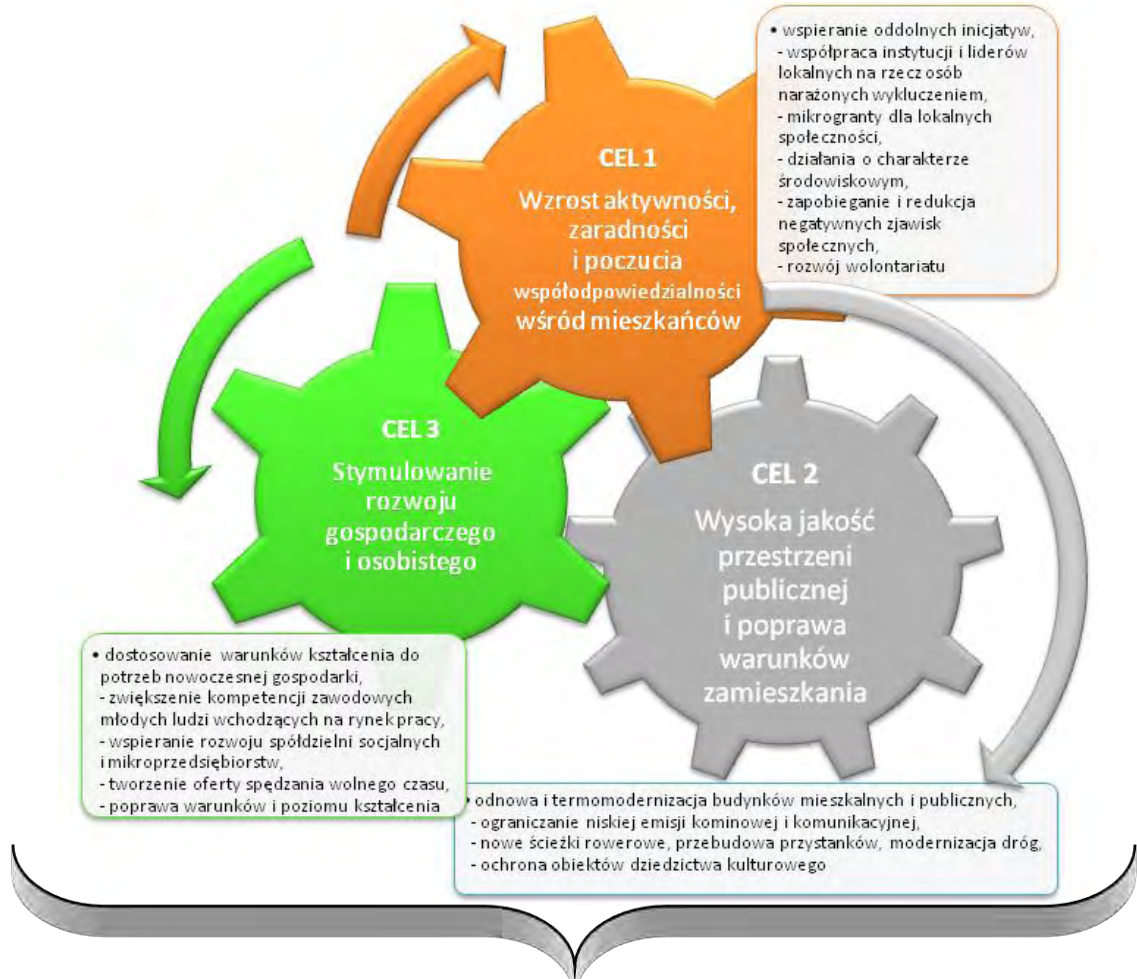 • wspieranie oddolnych inicjatyw,
- współpraca instytucji i liderów
lokalnych na rzecz osób
narażonych wykluczeniem,
- mikrogranty dla lokalnych
społeczności,
- działania o charakterze
środowiskowym,
- zapobieganie i redukcja
negatywnych zjawisk
społecznych,
- rozwój wolontariatu
CEL 1
Wzrost aktywności,
zaradności
i poczucia
współodpowiedzialności
wśród mieszkańców
CEL 3
Stymulowanie
rozwoju
gospodarczego
i osobistego
CEL 2
Wysoka jakość
przestrzeni
publicznej
i poprawa
warunków
zamieszkania
• dostosowanie warunków kształcenia do
potrzeb nowoczesnej gospodarki,
- zwiększenie kompetencji zawodowych
młodych ludzi wchodzących na rynek pracy,
- wspieranie rozwoju spółdzielni socjalnych
i mikroprzedsiębiorstw,
- tworzenie oferty spędzania wolnego czasu,
- poprawa warunków i poziomu kształcenia
• odnowa i termomodernizacja budynków mieszkalnych i publicznych,
- ograniczanie niskiej emisji kominowej i komunikacyjnej,
- nowe ścieżki rowerowe, przebudowa przystanków, modernizacja dróg,
- ochrona obiektów dziedzictwa kulturowego